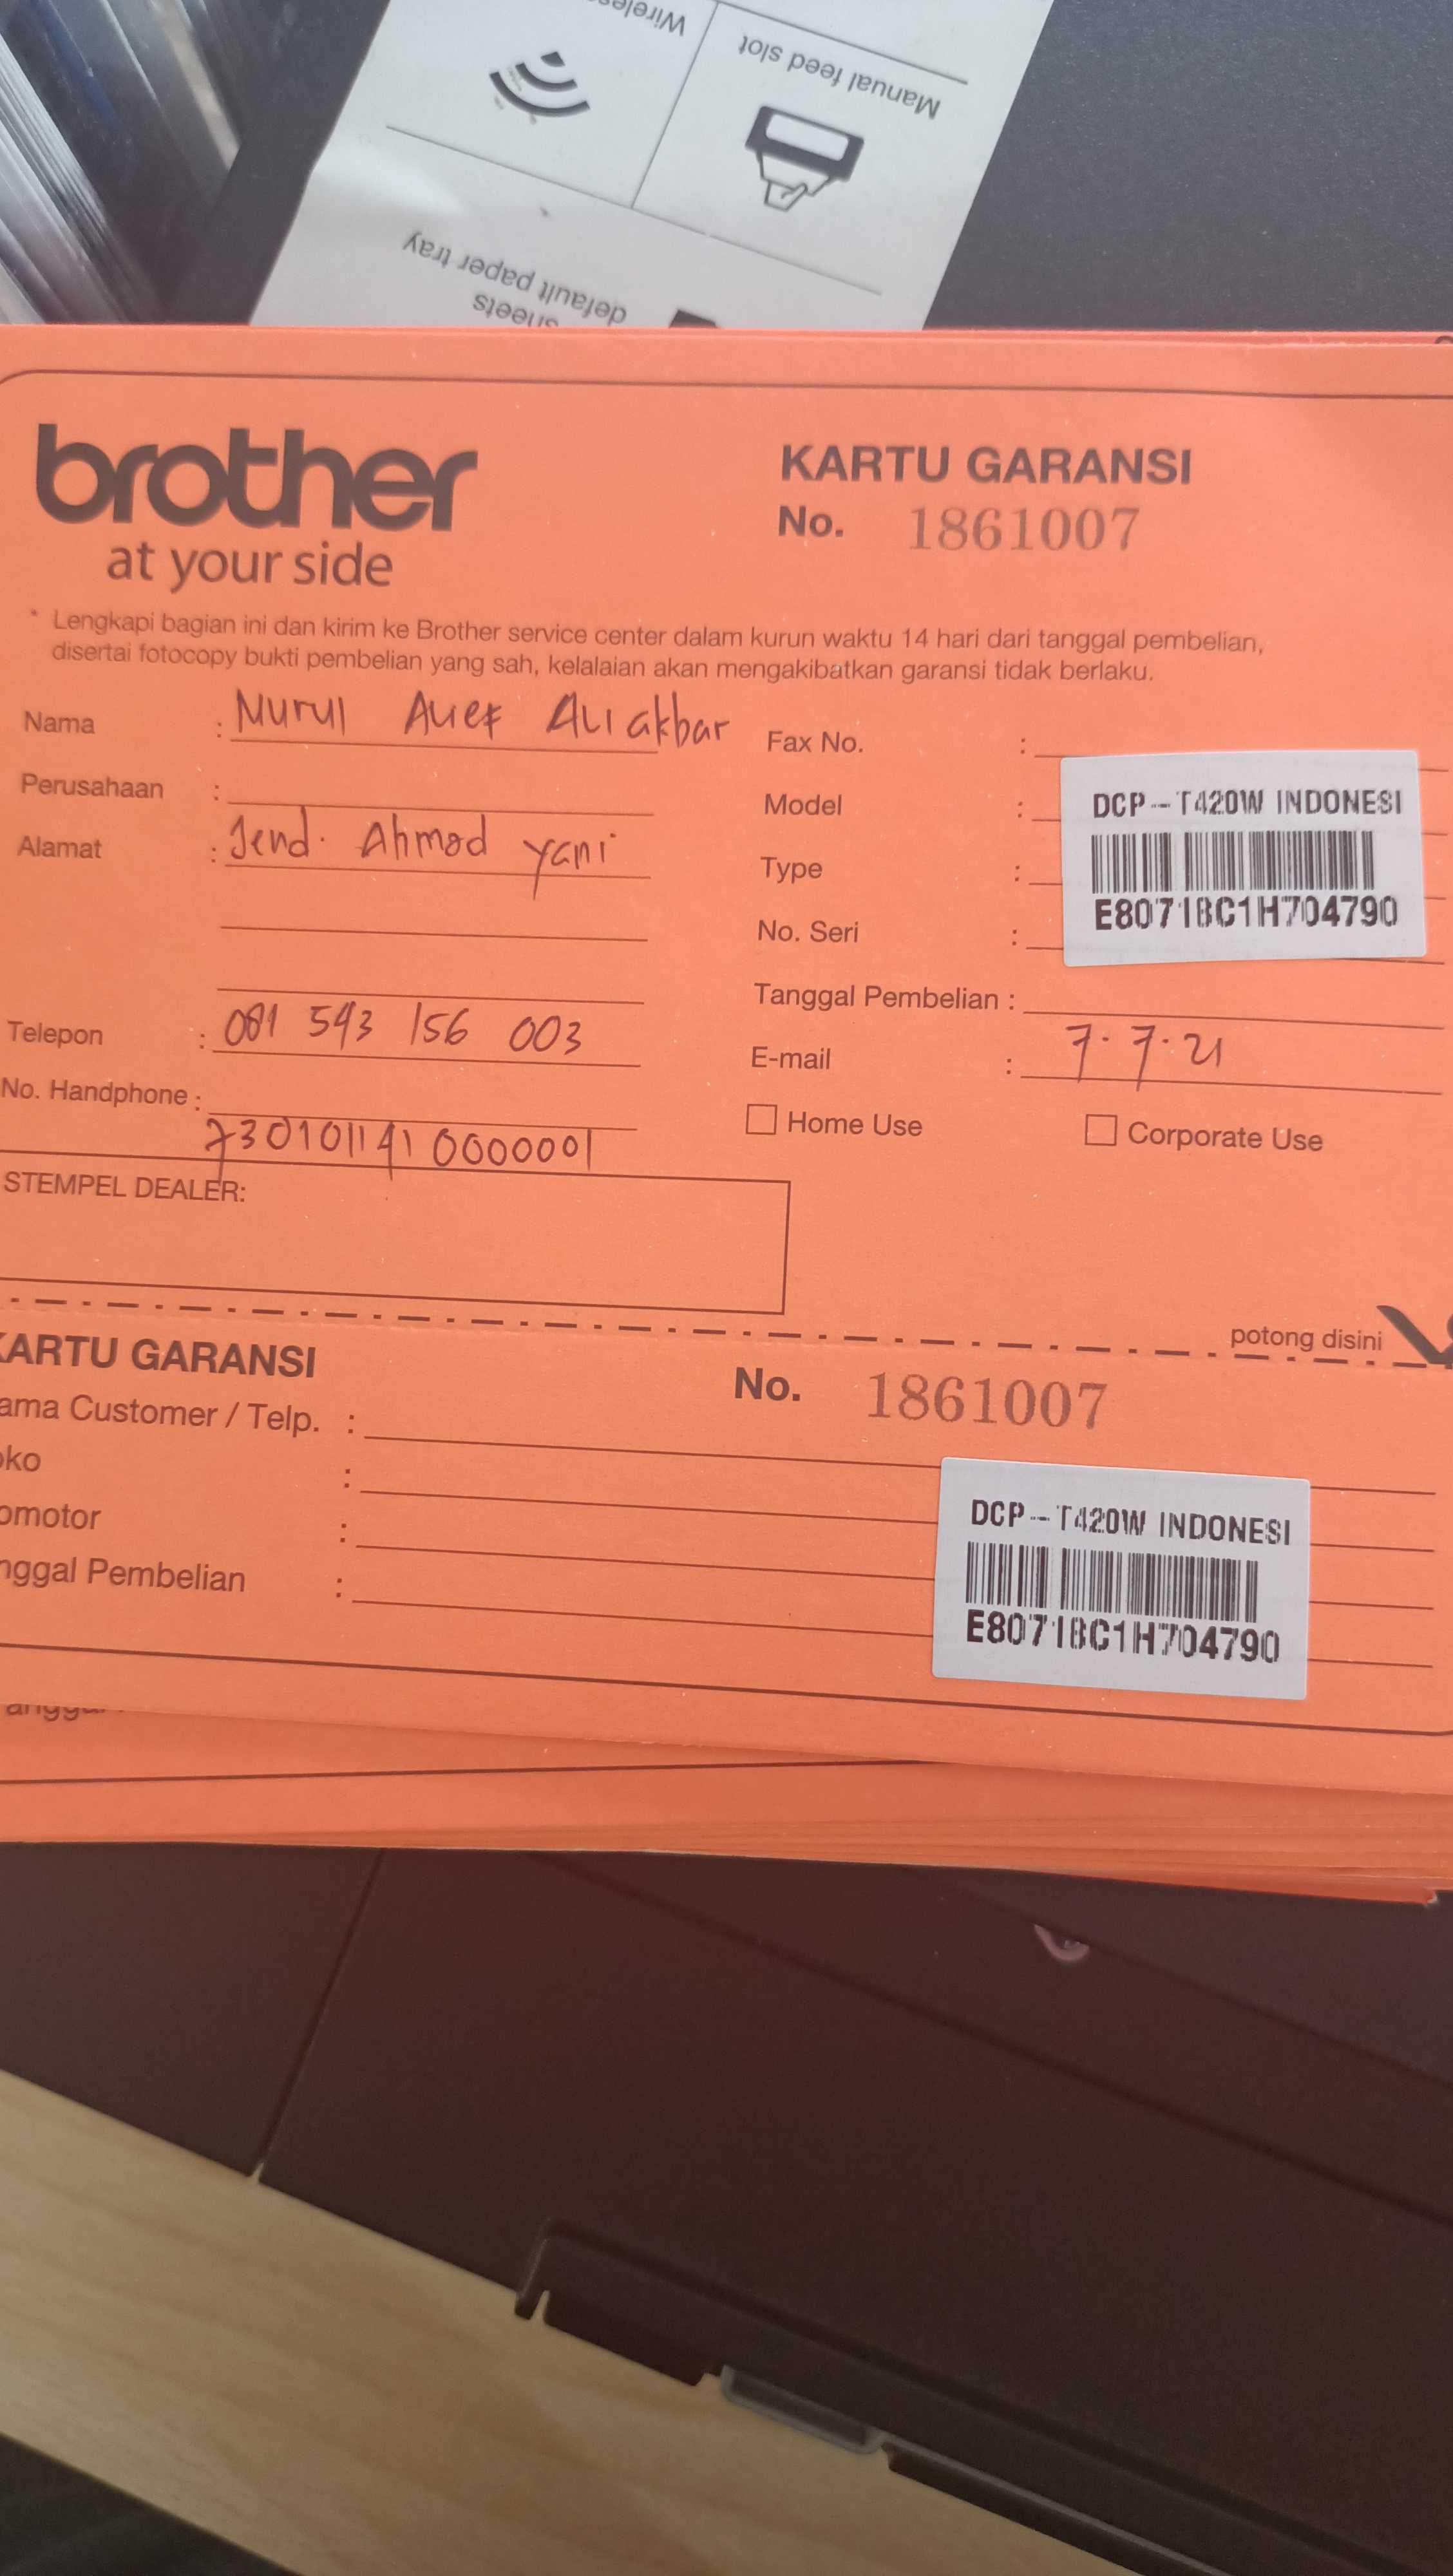 Wireless
Manual feed slot
default paper tray
sheets
brother
at your side
KARTU GARANSI
No. 1861007
* Lengkapi bagian ini dan kirim ke Brother service center dalam kurun waktu 14 hari dari tanggal pembelian,
disertai fotocopy bukti pembelian yang sah, kelalaian akan mengakibatkan garansi tidak berlaku.
Nama : Nurul Alief Aliakbar
Perusahaan :
Alamat : Jend. Ahmad yani
Telepon : 081 543 156 003
No. Handphone :
7301011410000001
Fax No. :
Model :
Type :
No. Seri :
DCP-T420W INDONESI
E80718C1H704790
Tanggal Pembelian :
7.7.21
E-mail :
Home Use
Corporate Use
STEMPEL DEALER:
potong disini
KARTU GARANSI
No. 1861007
ama Customer / Telp. :
oko :
omotor :
nggal Pembelian :
DCP-T420W INDONESI
E80718C1H704790